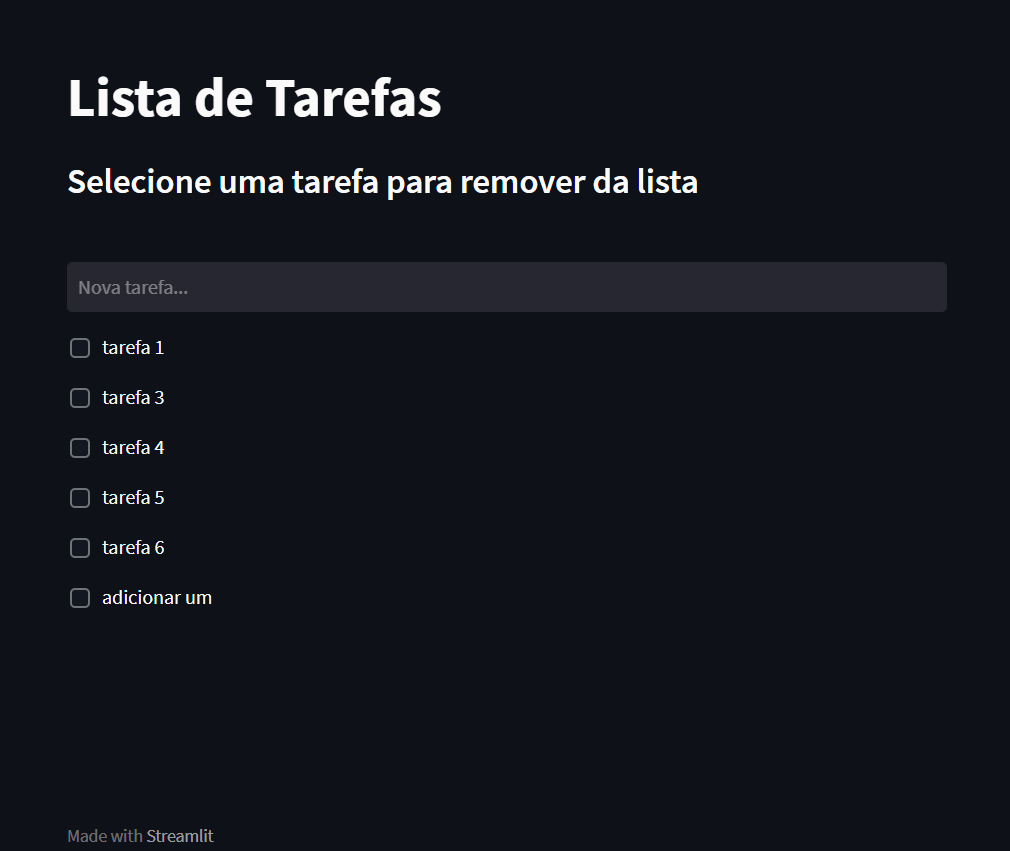 Lista de Tarefas
Selecione uma tarefa para remover da lista
Nova tarefa...
tarefa 1
tarefa 3
tarefa 4
tarefa 5
tarefa 6
adicionar um
Made with Streamlit